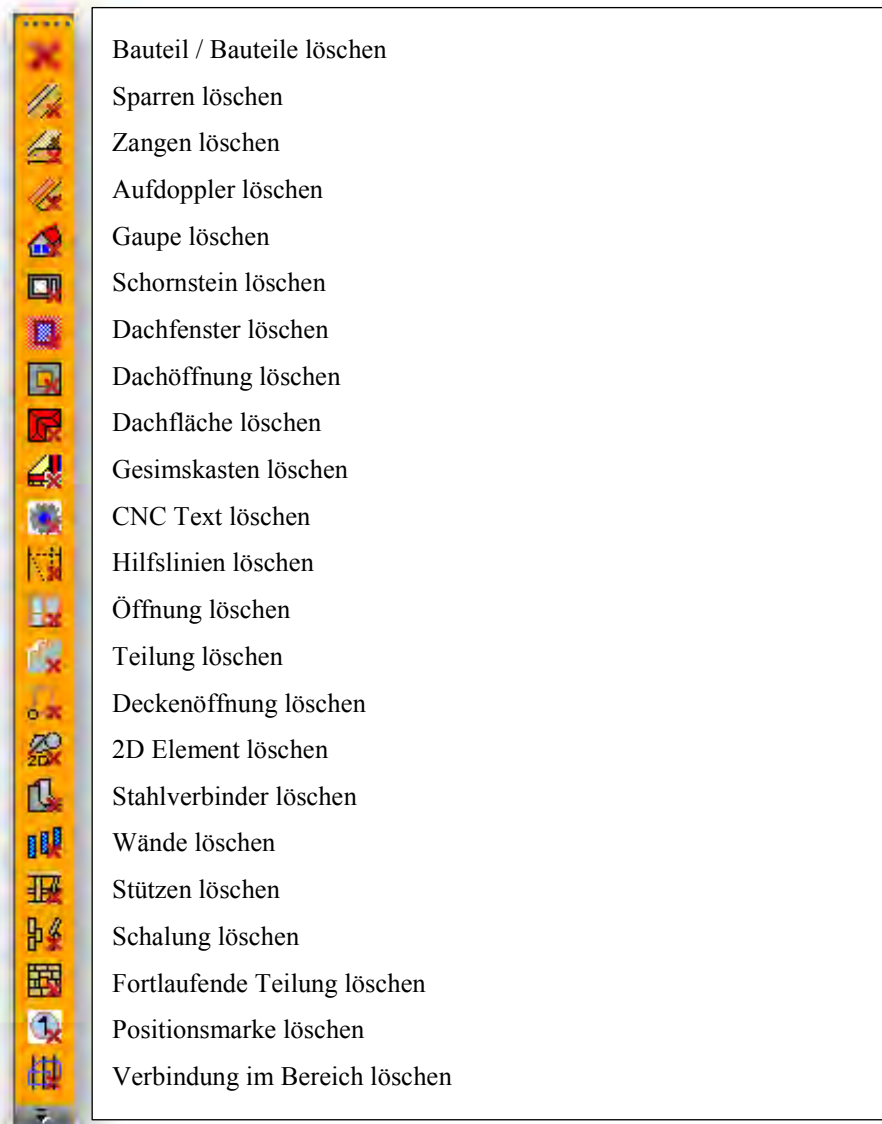 Bauteil / Bauteile löschen
Sparren löschen
Zangen löschen
Aufdoppler löschen
Gaupe löschen
Schornstein löschen
Dachfenster löschen
Dachöffnung löschen
Dachfläche löschen
Gesimskasten löschen
CNC Text löschen
Hilfslinien löschen
Öffnung löschen
Teilung löschen
Deckenöffnung löschen
2D
2D Element löschen
Stahlverbinder löschen
Wände löschen
Stützen löschen
Schalung löschen
Fortlaufende Teilung löschen
1
Positionsmarke löschen
Verbindung im Bereich löschen